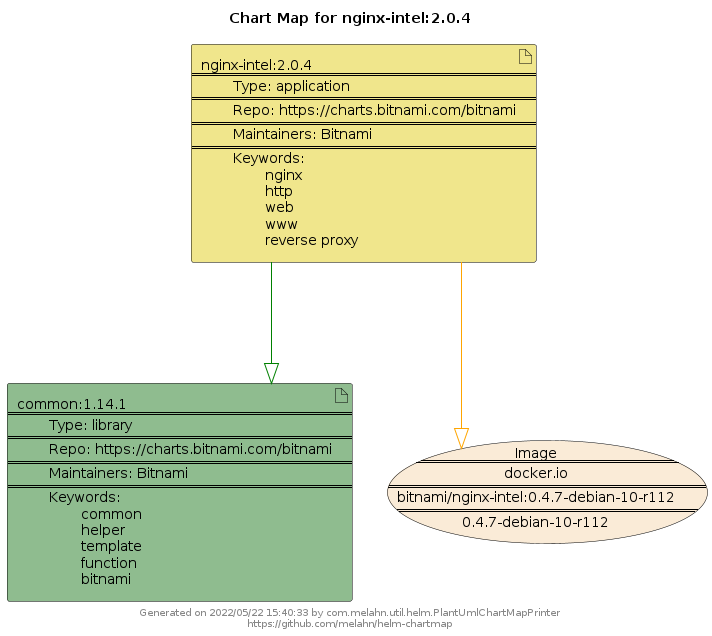 Chart Map for nginx-intel:2.0.4
nginx-intel:2.0.4
Type: application
Repo: https://charts.bitnami.com/bitnami
Maintainers: Bitnami
Keywords:
nginx
http
web
www
reverse proxy
common:1.14.1
Type: library
Repo: https://charts.bitnami.com/bitnami
Maintainers: Bitnami
Keywords:
common
helper
template
function
bitnami
Image
docker.io
bitnami/nginx-intel:0.4.7-debian-10-r112
0.4.7-debian-10-r112
Generated on 2022/05/22 15:40:33 by com.melahn.util.helm.PlantUmlChartMapPrinter
https://github.com/melahn/helm-chartmap